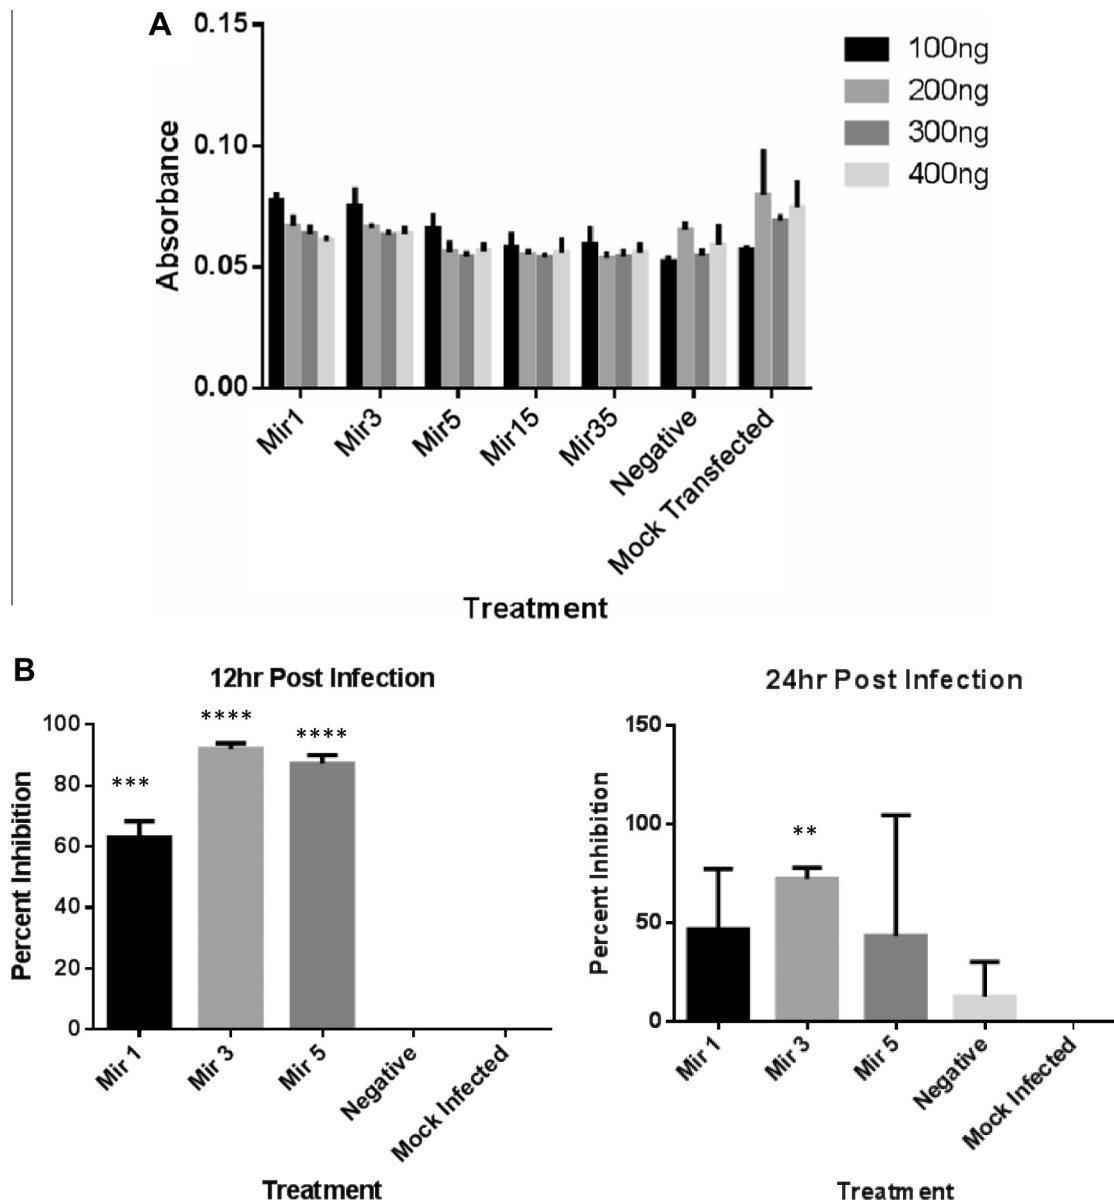 A
0.15
0.10
0.05
0.00
Absorbance
100ng
200ng
300ng
400ng
Mir1
Mir3
Mir5
Mir15
Mir35
Negative
Mock Transfected
Treatment
B
12hr Post Infection
100
80
60
40
20
0
Percent Inhibition
***
****
****
Mir 1
Mir 3
Mir 5
Negative
Mock Infected
Treatment
24hr Post Infection
150
100
50
0
Percent Inhibition
**
Mir 1
Mir 3
Mir 5
Negative
Mock Infected
Treatment